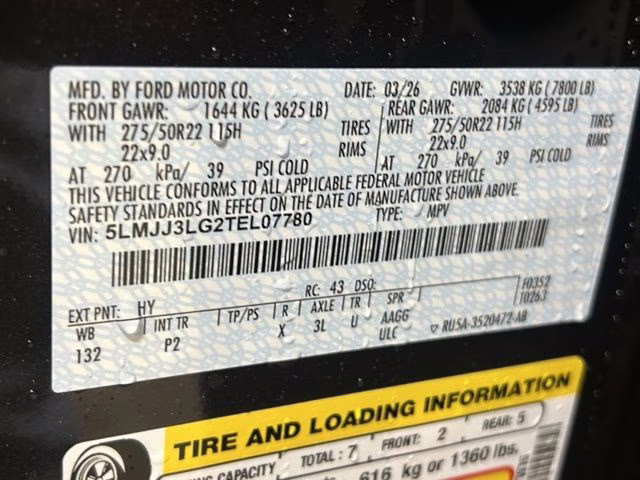 MFD. BY FORD MOTOR CO. DATE: 03/26 GVWR: 3538 KG ( 7800 LB)
FRONT GAWR: 1644 KG ( 3625 LB) REAR GAWR: 2084 KG ( 4595 LB)
WITH 275/50R22 115H TIRES WITH 275/50R22 115H TIRES
22x9.0 RIMS 22x9.0 RIMS
AT 270 kPa/ 39 PSI COLD AT 270 kPa/ 39 PSI COLD
THIS VEHICLE CONFORMS TO ALL APPLICABLE FEDERAL MOTOR VEHICLE
SAFETY STANDARDS IN EFFECT ON THE DATE OF MANUFACTURE SHOWN ABOVE.
VIN: 5LMJJ3LG2TEL07780 TYPE: MPV
F0352
T0263
RC: 43 DSO:
EXT PNT: HY
WB INT TR TP/PS R AXLE TR SPR
132 P2 X 3L U AAGG
ULC RU5A-3520472-AB
TIRE AND LOADING INFORMATION
CAPACITY TOTAL : 7 FRONT: 2 REAR: 5
616 kg or 1360 lbs.